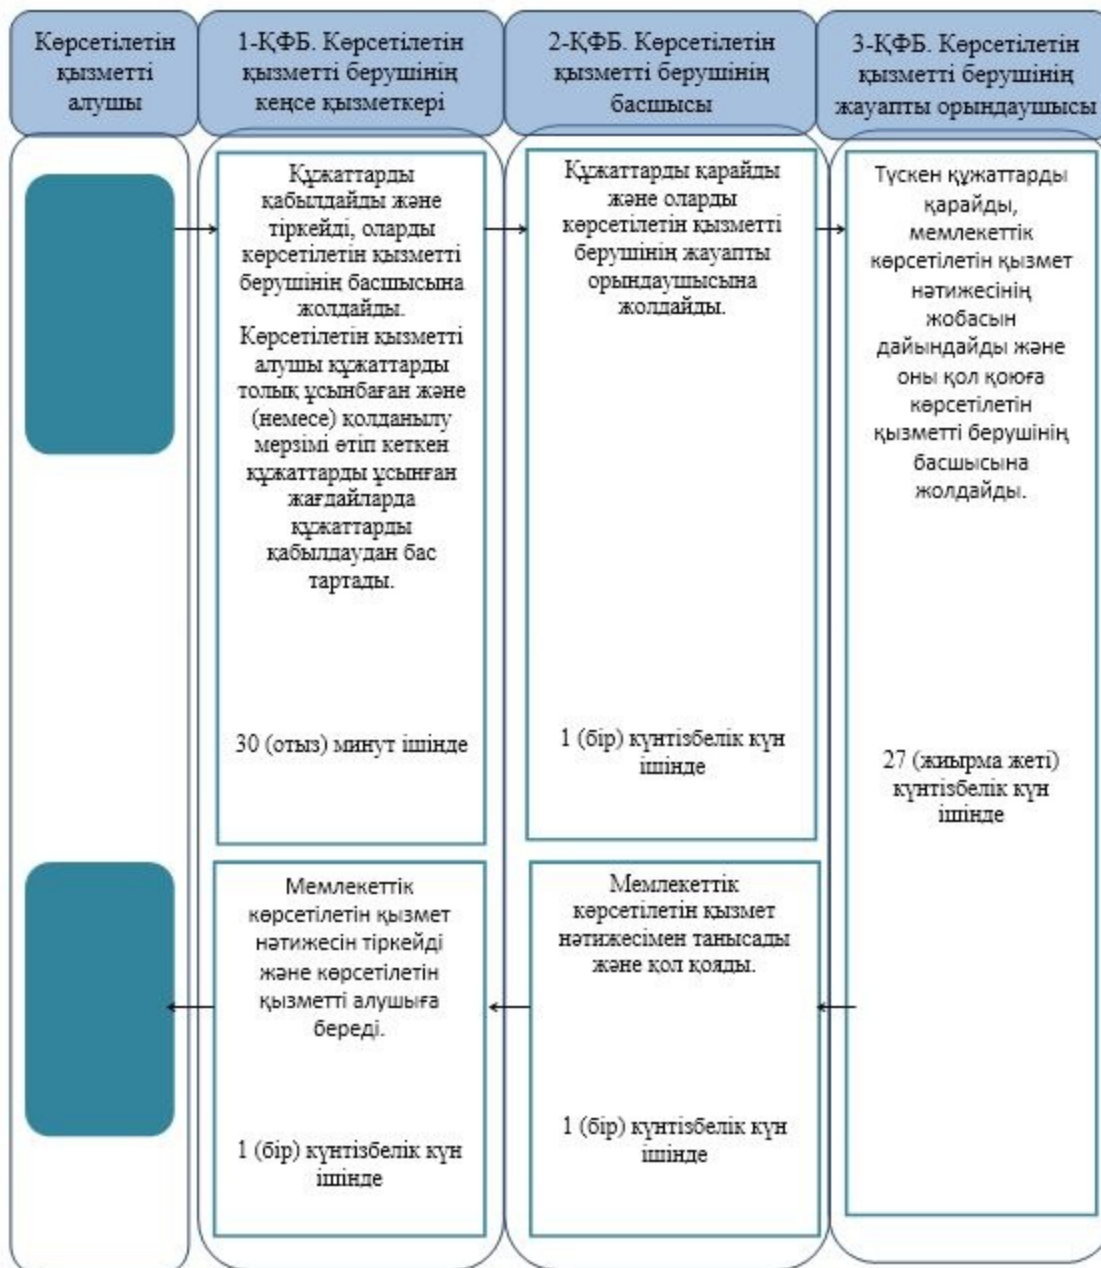 Көрсетілетін
қызметті
алушы
1-ҚФБ. Көрсетілетін
қызметті берушінің
кеңсе қызметкері
2-ҚФБ. Көрсетілетін
қызметті берушінің
басшысы
3-ҚФБ. Көрсетілетін
қызметті берушінің
жауапты орындаушысы
Құжаттарды
қабылдайды және
тіркейді, оларды
көрсетілетін қызметті
берушінің басшысына
жолдайды.
Көрсетілетін қызметті
алушы құжаттарды
толық ұсынбаған және
(немесе) қолданылу
мерзімі өтіп кеткен
құжаттарды ұсынған
жағдайларда
құжаттарды
қабылдаудан бас
тартады.
30 (отыз) минут ішінде
Құжаттарды қарайды
және оларды
көрсетілетін қызметті
берушінің жауапты
орындаушысына
жолдайды.
1 (бір) күнтізбелік күн
ішінде
Түскен құжаттарды
қарайды,
мемлекеттік
көрсетілетін қызмет
нәтижесінің
жобасын
дайындайды және
оны қол қоюға
көрсетілетін
қызметті берушінің
басшысына
жолдайды.
27 (жиырма жеті)
күнтізбелік күн
ішінде
Мемлекеттік
көрсетілетін қызмет
нәтижесін тіркейді
және көрсетілетін
қызметті алушыға
береді.
1 (бір) күнтізбелік күн
ішінде
Мемлекеттік
көрсетілетін қызмет
нәтижесімен танысады
және қол қояды.
1 (бір) күнтізбелік күн
ішінде